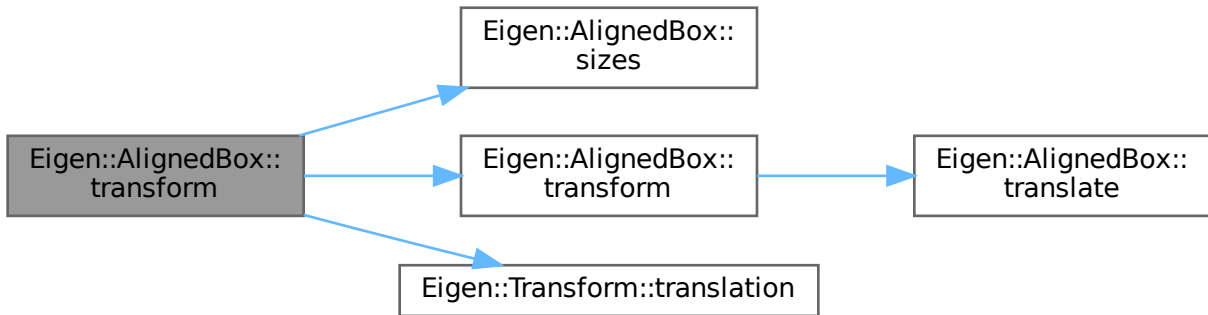 Eigen::AlignedBox::
transform
Eigen::AlignedBox::
sizes
Eigen::AlignedBox::
transform
Eigen::AlignedBox::
translate
Eigen::Transform::translation